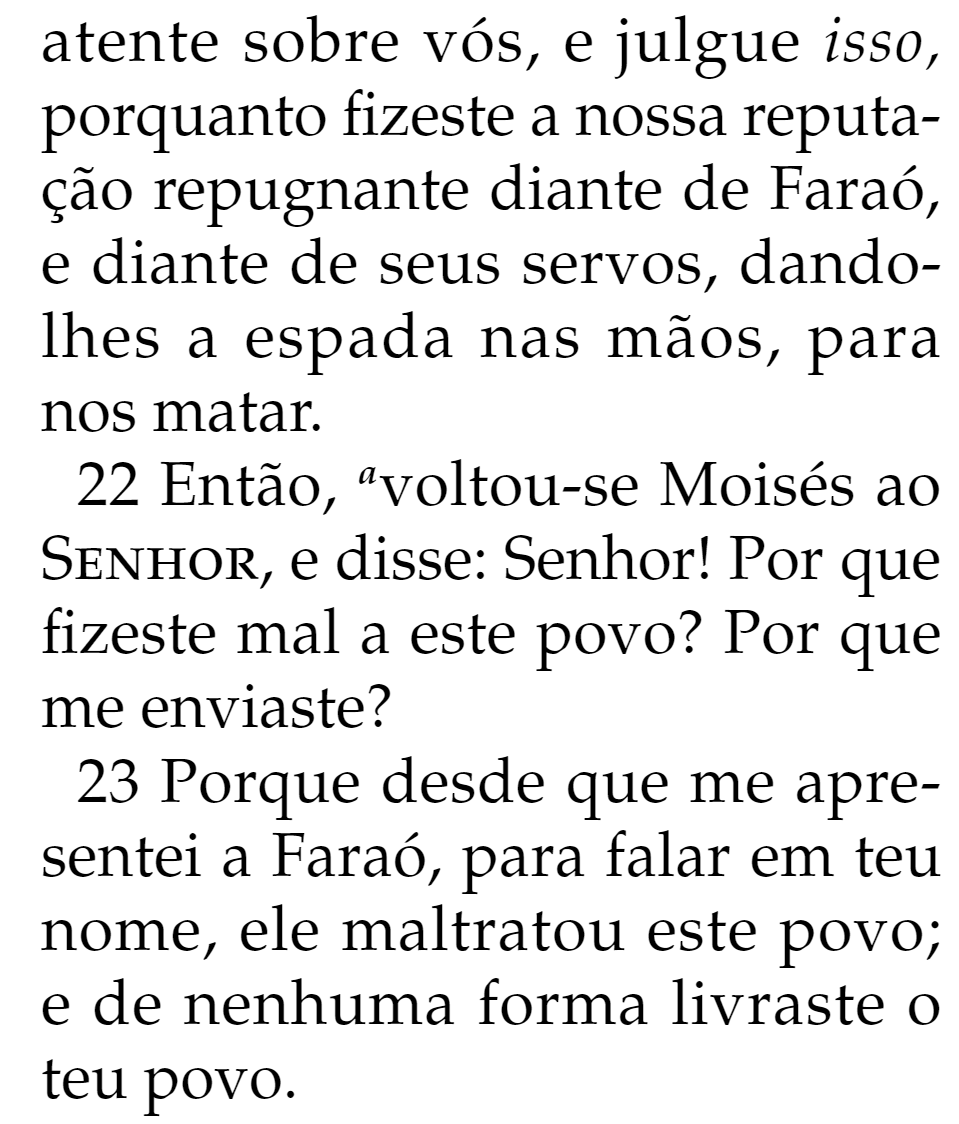 atente sobre vós, e julgue isso,
porquanto fizeste a nossa reputa-
ção repugnante diante de Faraó,
e diante de seus servos, dando-
lhes a espada nas mãos, para
nos matar.
22 Então, ᵃvoltou-se Moisés ao
SENHOR, e disse: Senhor! Por que
fizeste mal a este povo? Por que
me enviaste?
23 Porque desde que me apre-
sentei a Faraó, para falar em teu
nome, ele maltratou este povo;
e de nenhuma forma livraste o
teu povo.